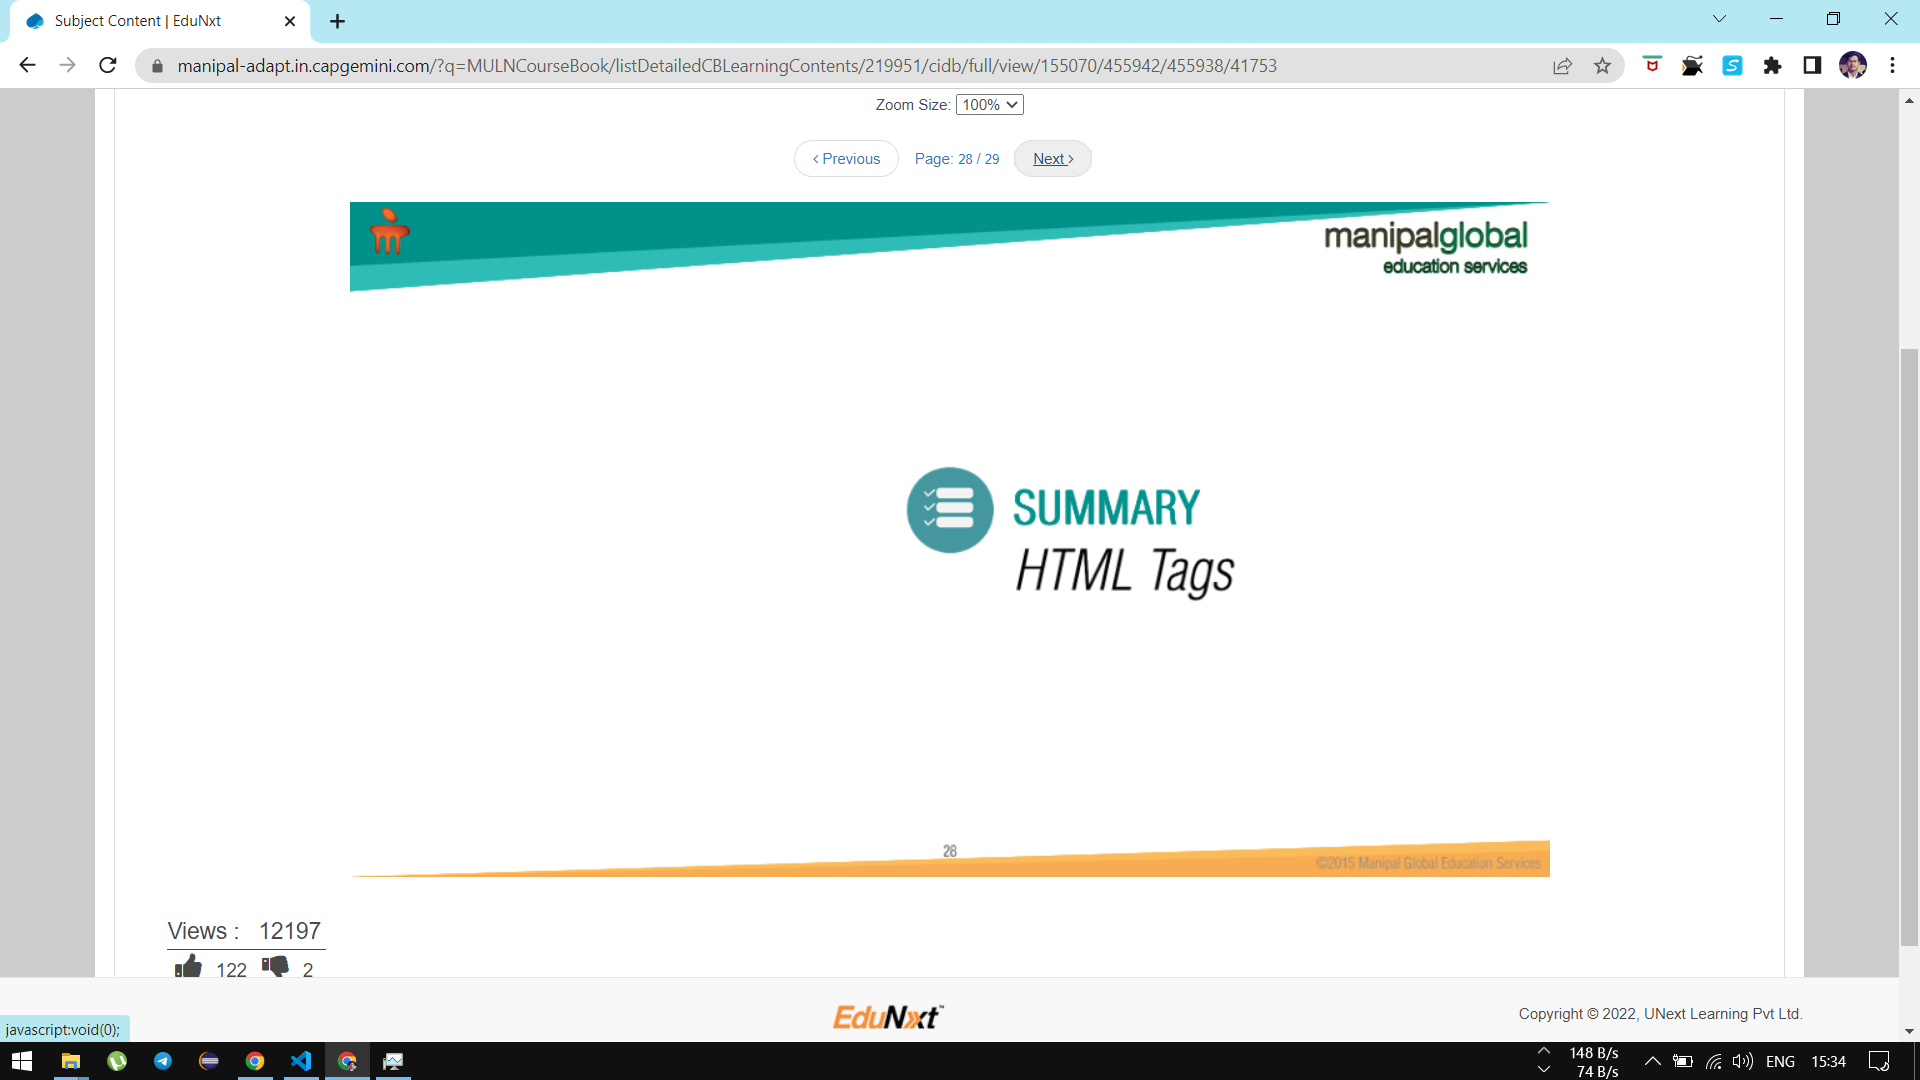 Subject Content | EduNxt
manipal-adapt.in.capgemini.com/?q=MULNCourseBook/listDetailedCBLearningContents/219951/cidb/full/view/155070/455942/455938/41753
Zoom Size: 100%
‹ Previous Page: 28 / 29 Next ›
manipalglobal
education services
SUMMARY
HTML Tags
28
©2015 Manipal Global Education Services
Views : 12197
122 2
EduNxt™
Copyright © 2022, UNext Learning Pvt Ltd.
javascript:void(0);
148 B/s
74 B/s
ENG 15:34